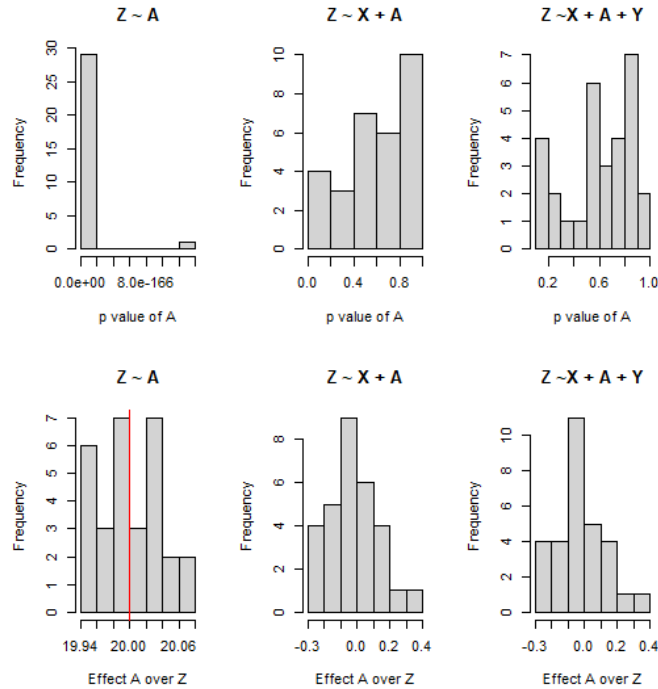 Z ~ A
Z ~ X + A
Z ~X + A + Y
Frequency
0 5 10 15 20 25 30
0.0e+00 8.0e-166
p value of A
Frequency
0 2 4 6 8 10
0.0 0.4 0.8
p value of A
Frequency
0 1 2 3 4 5 6 7
0.2 0.6 1.0
p value of A
Z ~ A
Z ~ X + A
Z ~X + A + Y
Frequency
0 1 2 3 4 5 6 7
19.94 20.00 20.06
Effect A over Z
Frequency
0 2 4 6 8
-0.3 0.0 0.4
Effect A over Z
Frequency
0 2 4 6 8 10
-0.3 0.0 0.4
Effect A over Z